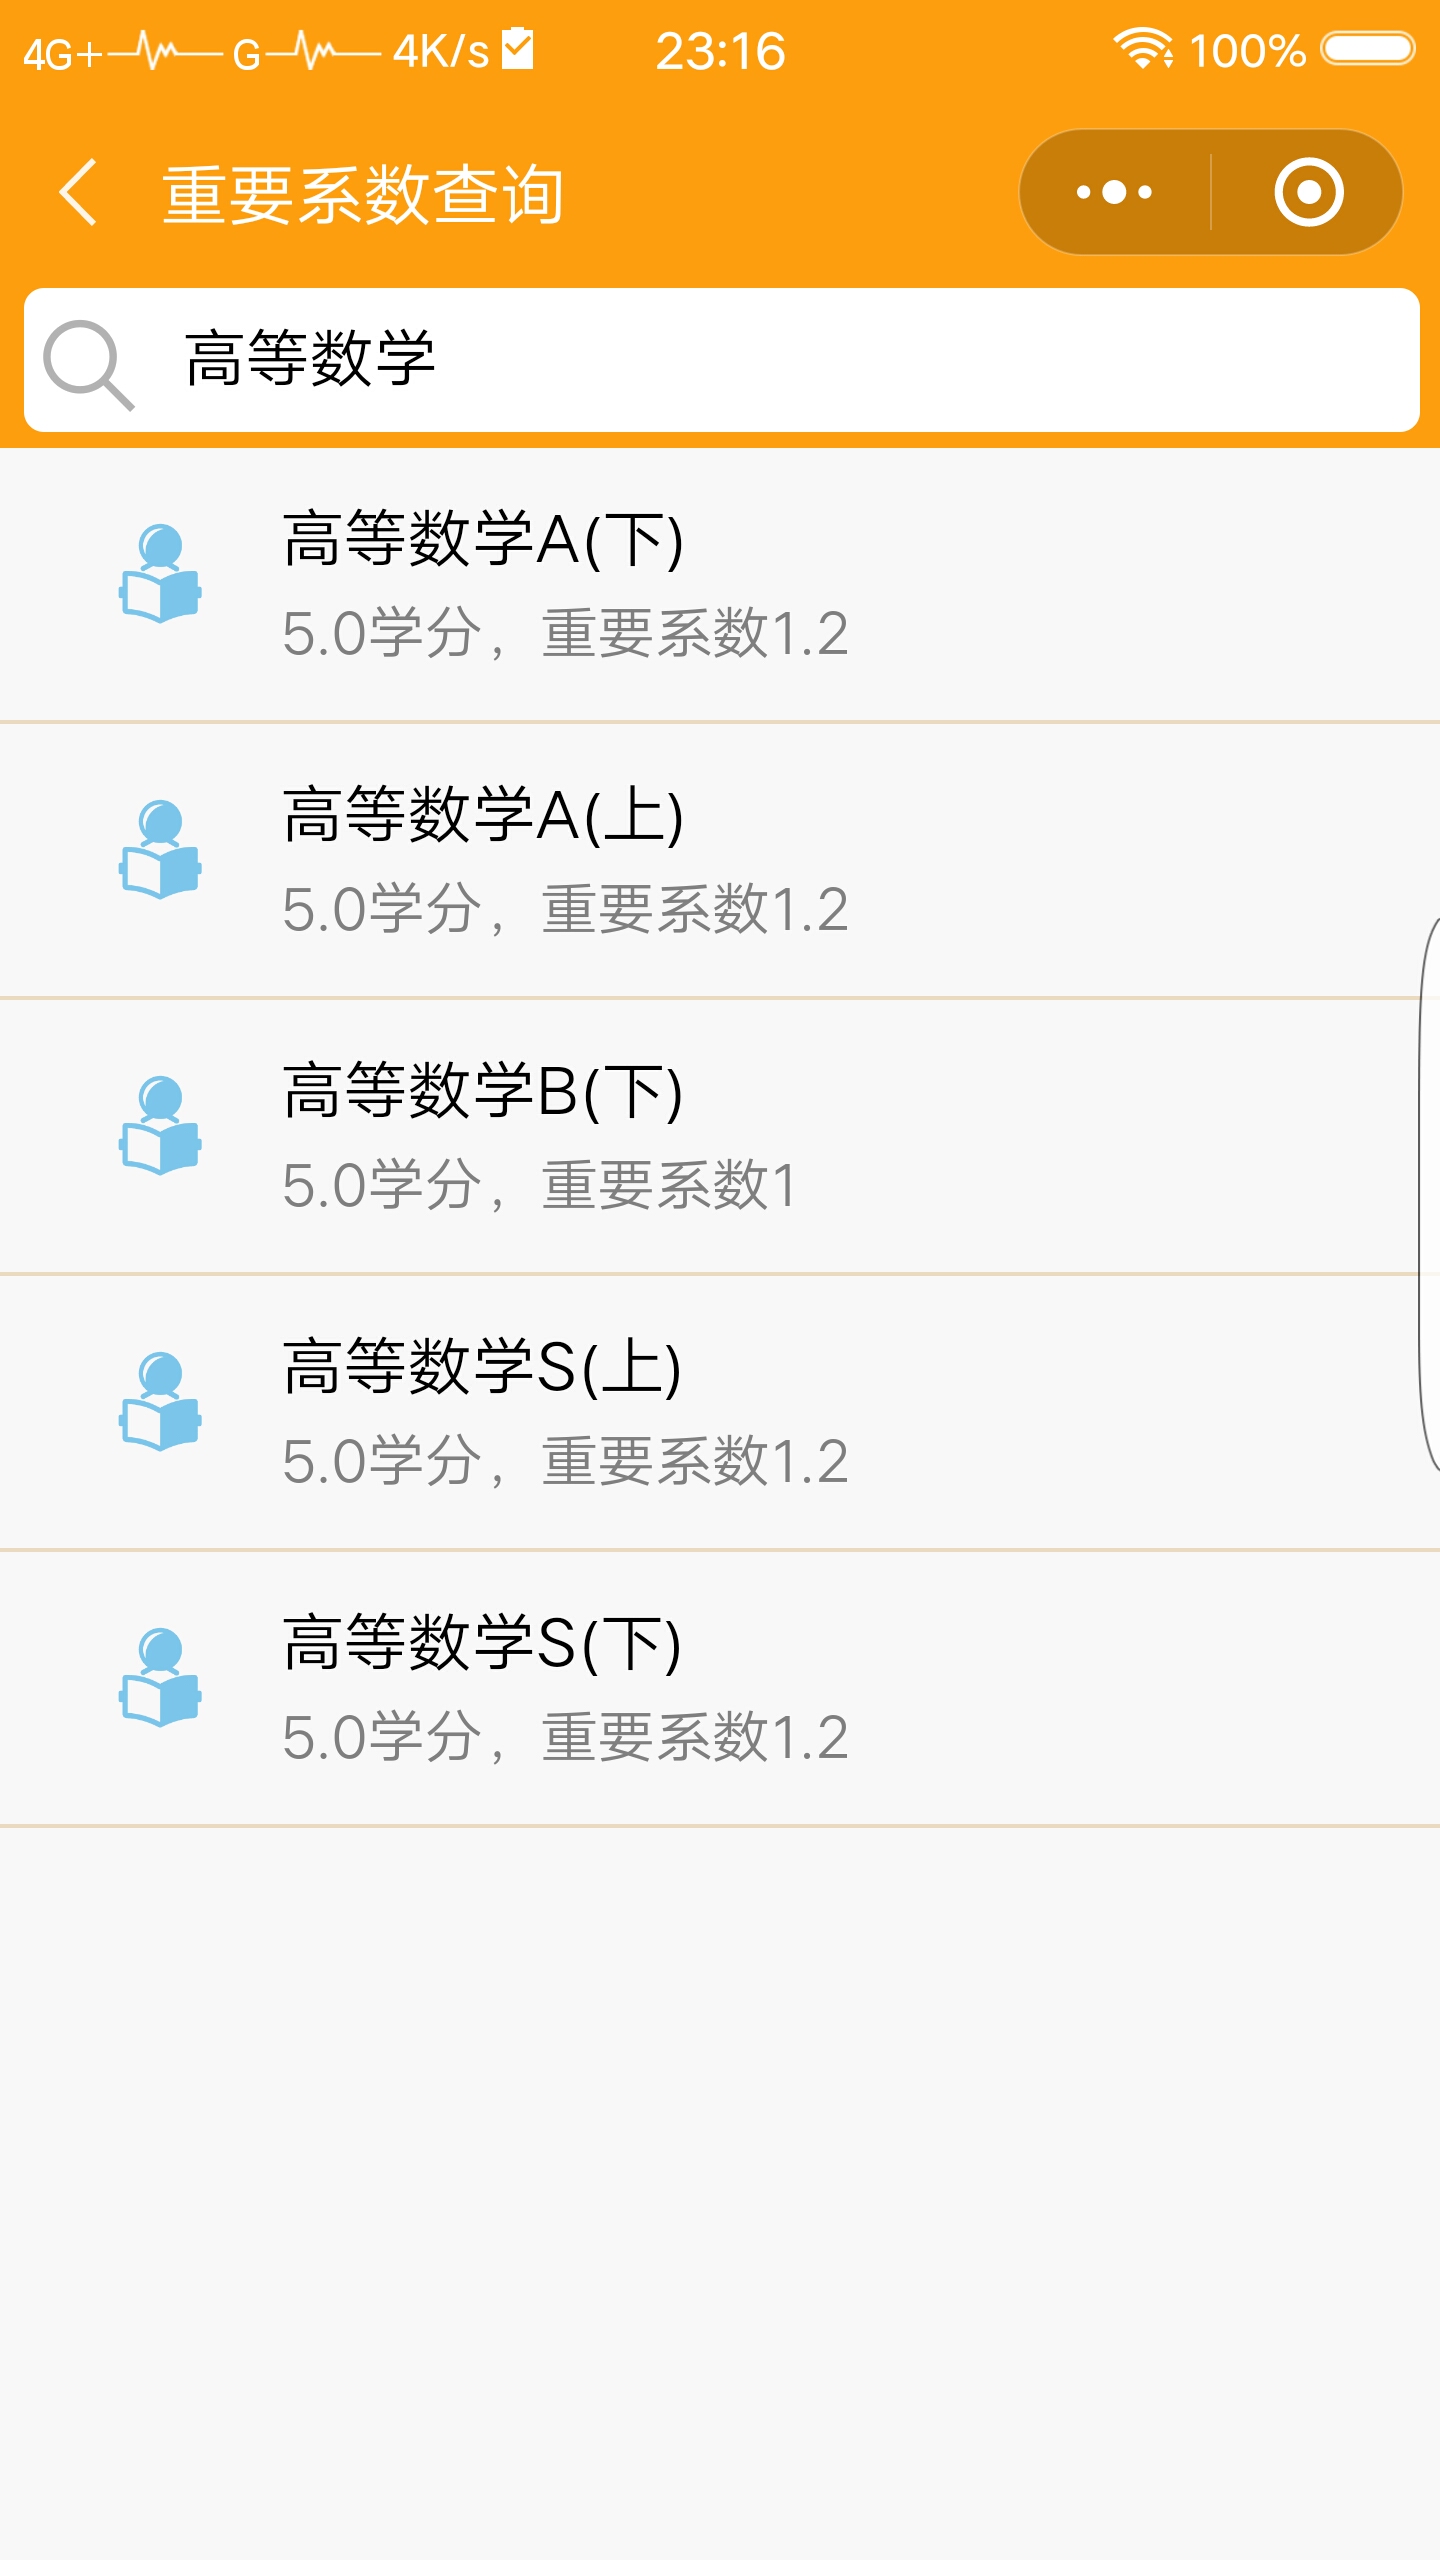 4G+ G 4K/s 23:16 100%
重要系数查询
高等数学
高等数学A(下)
5.0学分，重要系数1.2
高等数学A(上)
5.0学分，重要系数1.2
高等数学B(下)
5.0学分，重要系数1
高等数学S(上)
5.0学分，重要系数1.2
高等数学S(下)
5.0学分，重要系数1.2